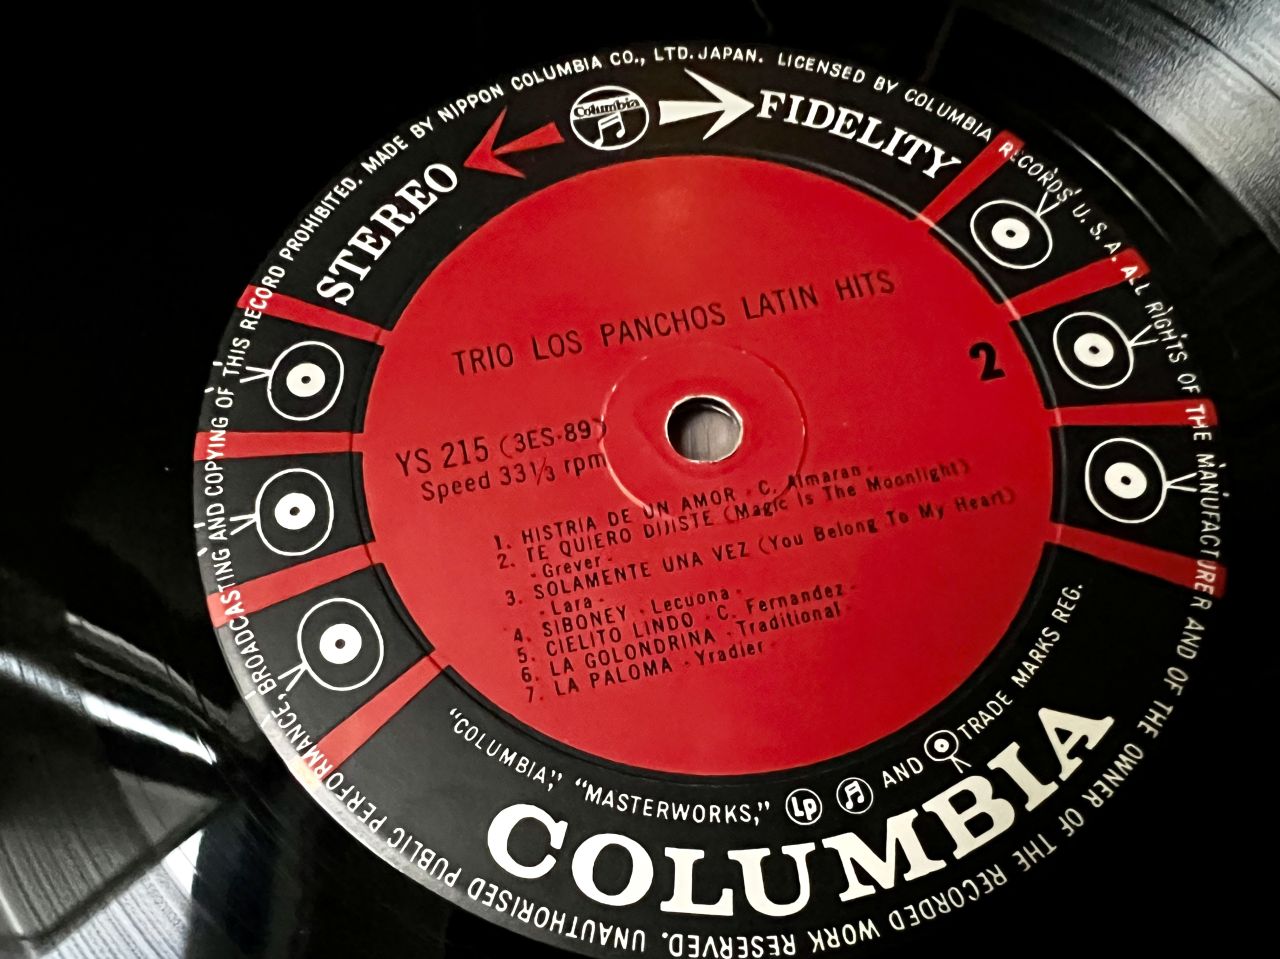 MADE BY NIPPON COLUMBIA CO., LTD. JAPAN. LICENSED BY COLUMBIA RECORDS U. S. A. ALL RIGHTS OF THE MANUFACTURER AND OF THE OWNER OF THE RECORDED WORK RESERVED. UNAUTHORISED PUBLIC PERFORMANCE, BROADCASTING AND COPYING OF THIS RECORD PROHIBITED.
STEREO Columbia FIDELITY
TRIO LOS PANCHOS LATIN HITS
2
YS 215 (3ES-89)
Speed 33 1/3 rpm
1. HISTRIA DE UN AMOR - C. Almaran -
2. TE QUIERO DIJISTE (Magic Is The Moonlight)
- Grever -
3. SOLAMENTE UNA VEZ (You Belong To My Heart)
- Lara -
4. SIBONEY - Lecuona -
5. CIELITO LINDO - C. Fernandez -
6. LA GOLONDRINA - Traditional -
7. LA PALOMA - Yradier -
"COLUMBIA," "MASTERWORKS," Lp AND TRADE MARKS REG.
COLUMBIA